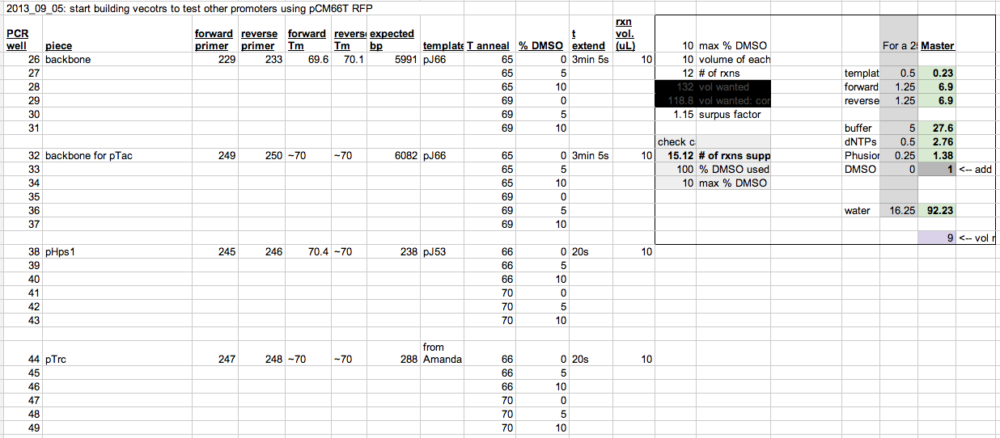 2013_09_05: start building vecotrs to test other promoters using pCM66T RFP
PCR well piece forward primer reverse primer forward Tm revers Tm expected bp template T anneal % DMSO t extend rxn vol. (uL) 10 max % DMSO For a 2 Master
26 backbone 229 233 69.6 70.1 5991 pJ66 65 0 3min 5s 10 10 volume of each
27 65 5 12 # of rxns templat 0.5 0.23
28 65 10 132 vol wanted forward 1.25 6.9
29 69 0 118.8 vol wanted: cor reverse 1.25 6.9
30 69 5 1.15 surpus factor
31 69 10 buffer 5 27.6
check c dNTPs 0.5 2.76
32 backbone for pTac 249 250 ~70 ~70 6082 pJ66 65 0 3min 5s 10 15.12 # of rxns supp Phusior 0.25 1.38
33 65 5 100 % DMSO used DMSO 0 1 <-- add
34 65 10 10 max % DMSO
35 69 0
36 69 5 water 16.25 92.23
37 69 10
9 <-- vol r
38 pHps1 245 246 70.4 ~70 238 pJ53 66 0 20s 10
39 66 5
40 66 10
41 70 0
42 70 5
43 70 10
44 pTrc 247 248 ~70 ~70 288 from Amanda 66 0 20s 10
45 66 5
46 66 10
47 70 0
48 70 5
49 70 10